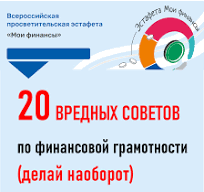 Всероссийская
просветительская эстафета
«Мои финансы»
Эстафета Мои финансы
20 ВРЕДНЫХ СОВЕТОВ
по финансовой грамотности
(делай наоборот)